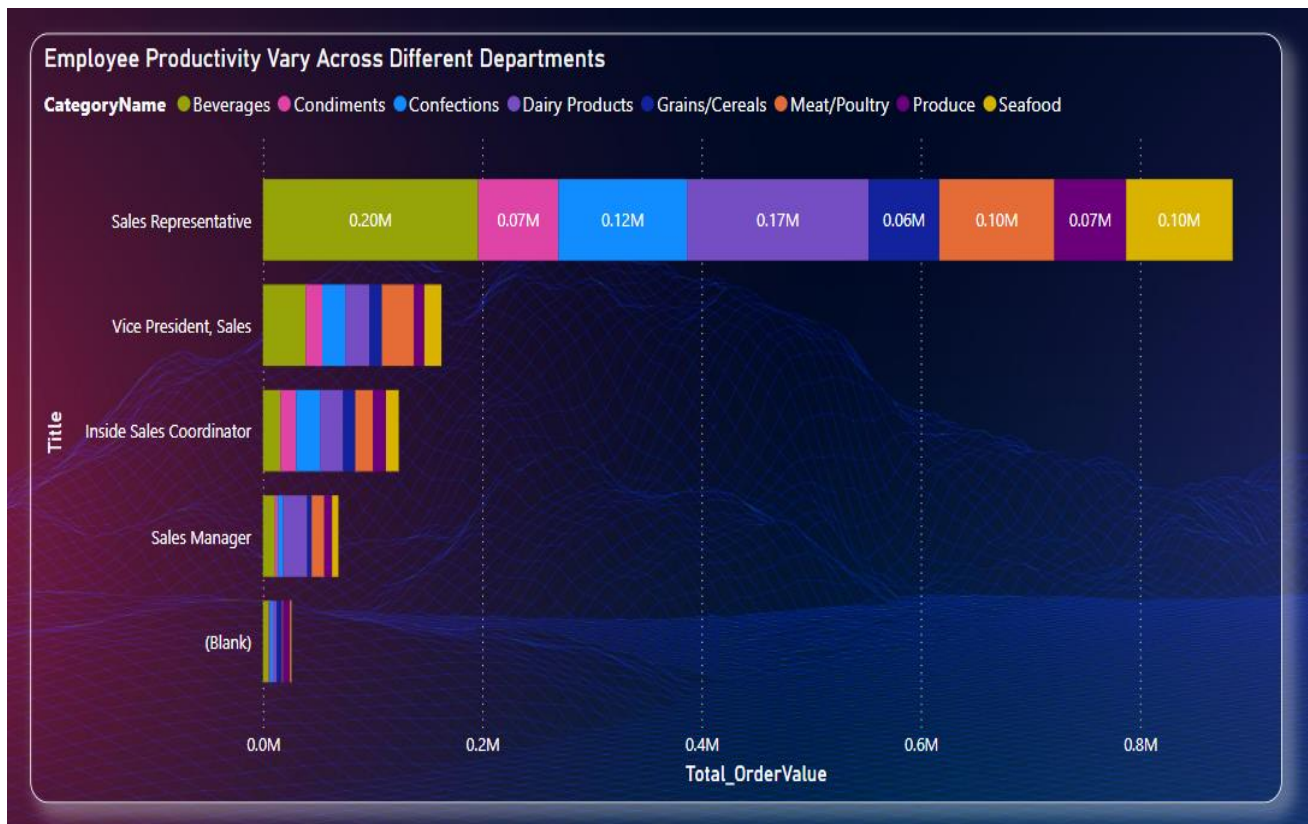 Employee Productivity Vary Across Different Departments
CategoryName Beverages Condiments Confections Dairy Products Grains/Cereals Meat/Poultry Produce Seafood
Sales Representative 0.20M 0.07M 0.12M 0.17M 0.06M 0.10M 0.07M 0.10M
Vice President, Sales
Title
Inside Sales Coordinator
Sales Manager
(Blank)
0.0M 0.2M 0.4M 0.6M 0.8M
Total_OrderValue